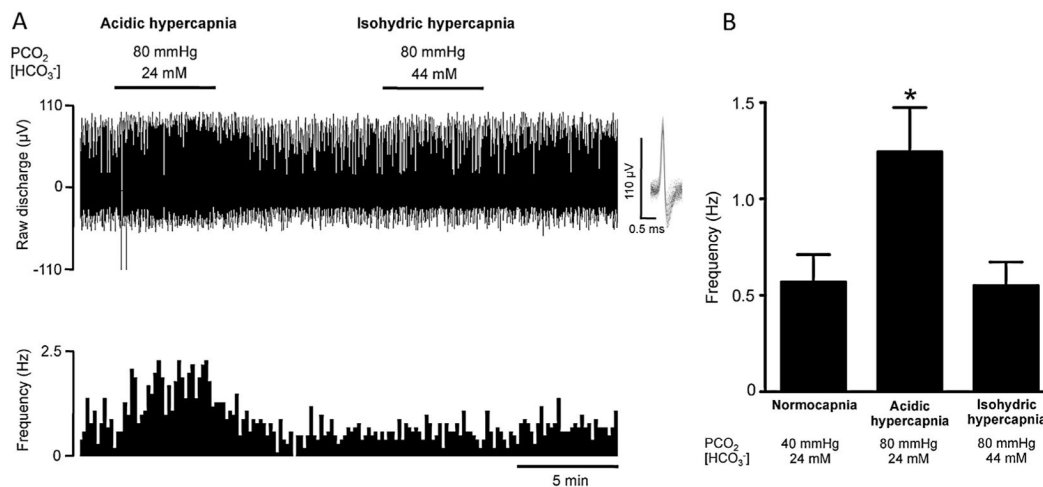 A
Acidic hypercapnia
Isohydric hypercapnia
PCO₂
80 mmHg
80 mmHg
[HCO₃⁻]
24 mM
44 mM
Raw discharge (µV)
110
0
-110
110 µV
0.5 ms
Frequency (Hz)
2.5
0
5 min
B
*
Frequency (Hz)
1.5
1.0
0.5
0
Normocapnia
Acidic
hypercapnia
Isohydric
hypercapnia
PCO₂
40 mmHg
80 mmHg
80 mmHg
[HCO₃⁻]
24 mM
24 mM
44 mM